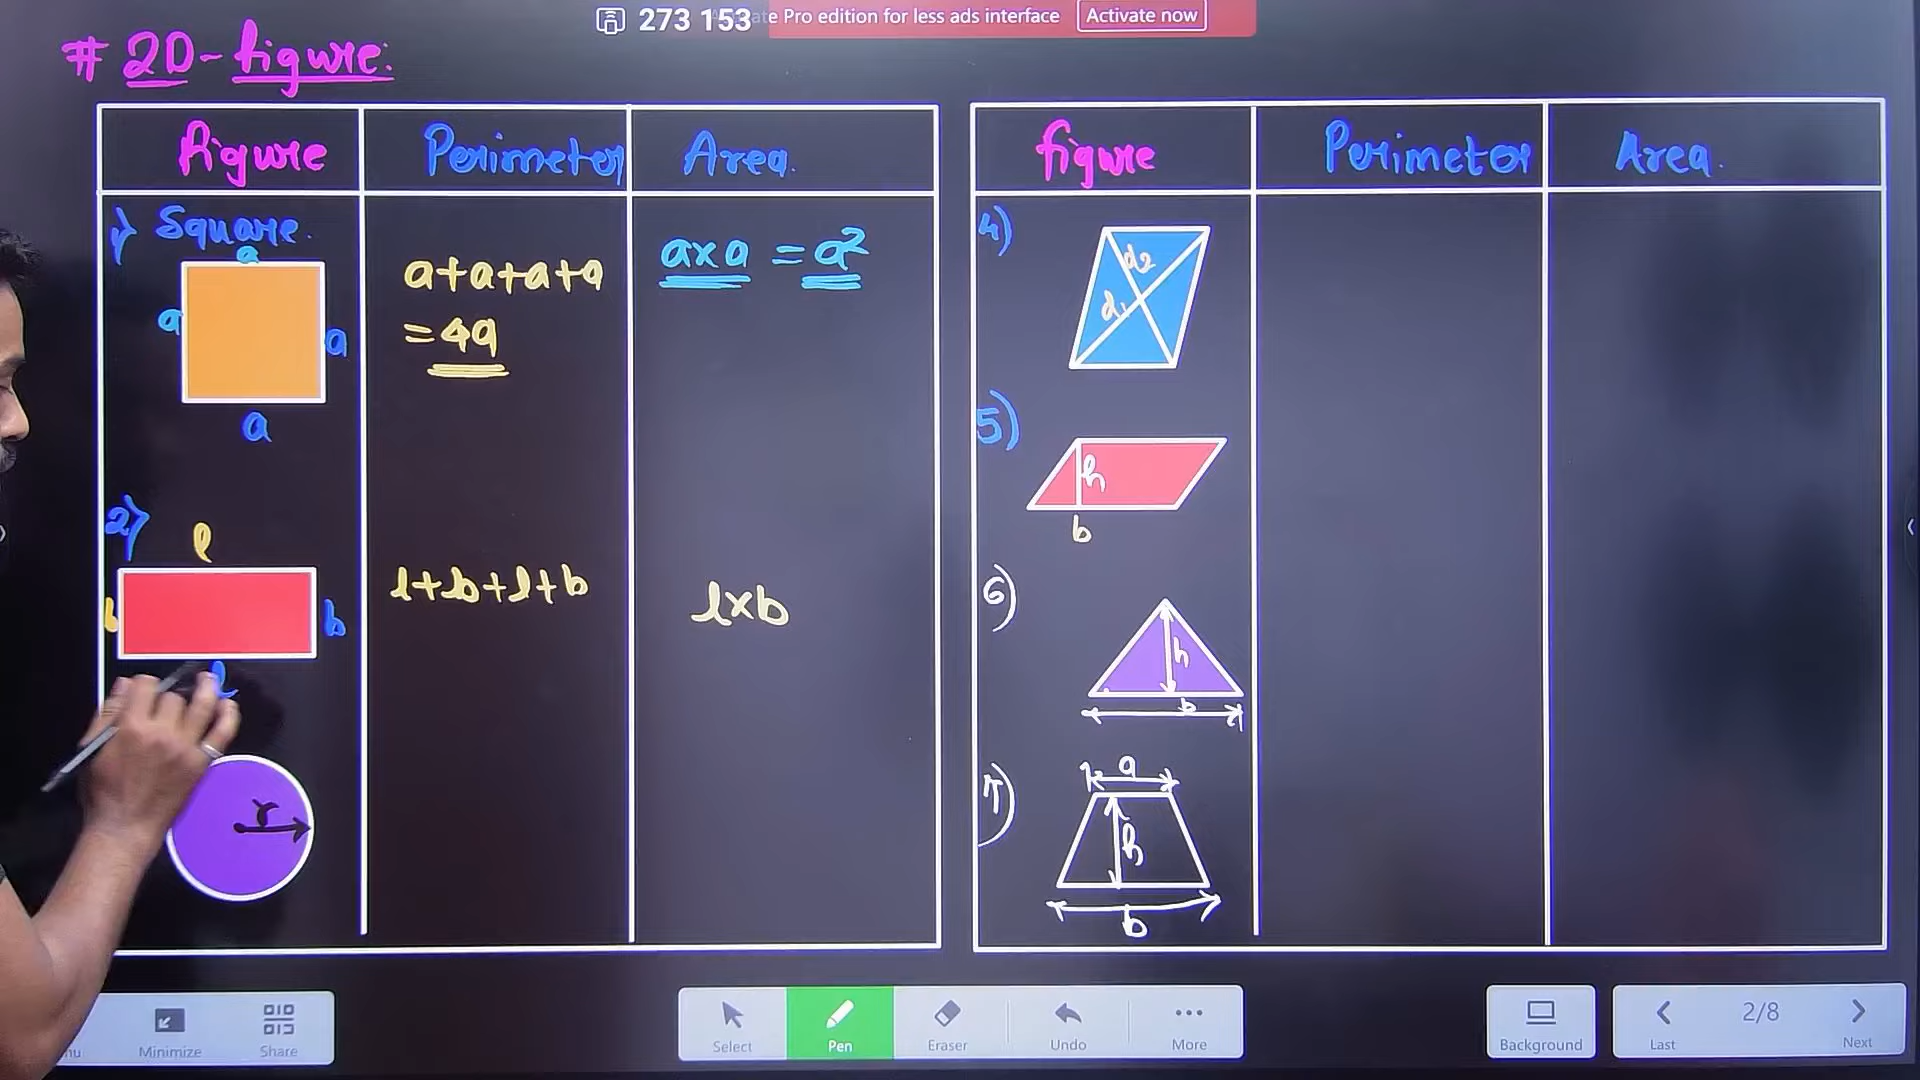 273 153
te Pro edition for less ads interface
Activate now
# 2D - figure:
Figure
Perimeter
Area.
1) Square.
a
a
a
a
a+a+a+a
= 4a
a×a = a²
2)
l
b
b
l
l+b+l+b
l×b
r
figure
Perimeter
Area.
4)
d2
d1
5)
h
b
6)
h
b
7)
a
h
b
nu
Minimize
Share
Select
Pen
Eraser
Undo
More
Background
Last
2/8
Next